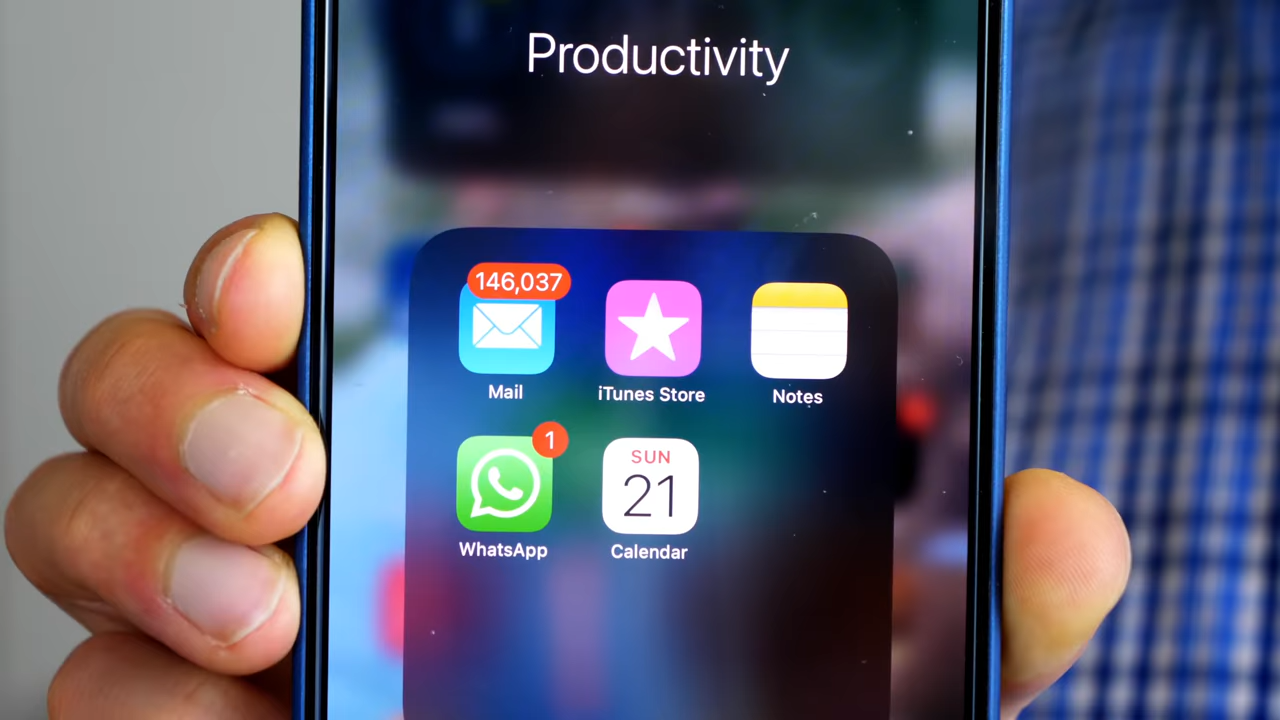 Productivity
146,037
Mail
iTunes Store
Notes
1
WhatsApp
SUN
21
Calendar